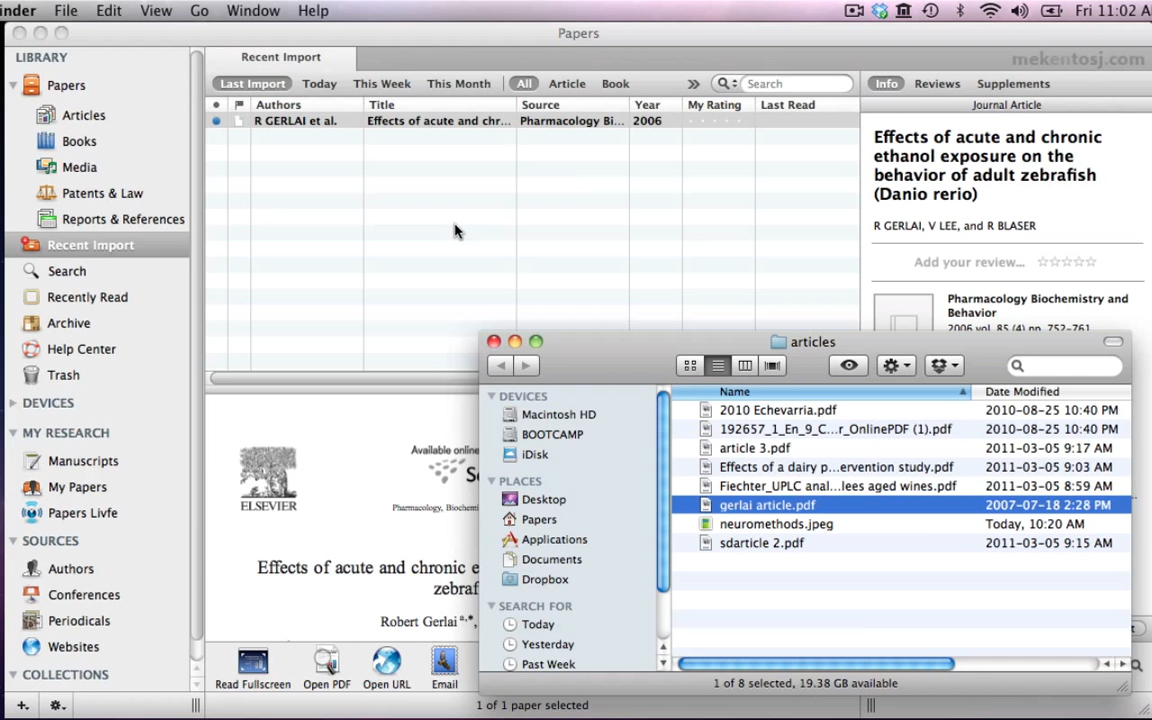 inder File Edit View Go Window Help Fri 11:02 A
Papers
LIBRARY
Recent Import
mekentosj.com
Papers
Last Import Today This Week This Month All Article Book » Search
Info Reviews Supplements
Authors Title Source Year My Rating Last Read
Journal Article
Articles
R GERLAI et al. Effects of acute and chr... Pharmacology Bi... 2006
Books
Effects of acute and chronic
ethanol exposure on the
behavior of adult zebrafish
(Danio rerio)
Media
Patents & Law
Reports & References
R GERLAI, V LEE, and R BLASER
Recent Import
Add your review...
Search
Recently Read
Pharmacology Biochemistry and
Behavior
2006 vol. 85 (4) pp. 752-761
Archive
Help Center
Trash
DEVICES
MY RESEARCH
Manuscripts
My Papers
Papers Livfe
SOURCES
Authors
Conferences
Periodicals
Websites
COLLECTIONS
Available online
ELSEVIER
Pharmacology, Biochem
Effects of acute and chronic e
zebraf
Robert Gerlai a,*,
Read Fullscreen Open PDF Open URL Email
1 of 1 paper selected
articles
DEVICES
Macintosh HD
BOOTCAMP
iDisk
PLACES
Desktop
Papers
Applications
Documents
Dropbox
SEARCH FOR
Today
Yesterday
Past Week
Name Date Modified
2010 Echevarria.pdf 2010-08-25 10:40 PM
192657_1_En_9_C...r_OnlinePDF (1).pdf 2010-08-25 10:40 PM
article 3.pdf 2011-03-05 9:17 AM
Effects of a dairy p...ervention study.pdf 2011-03-05 9:03 AM
Fiechter_UPLC anal...lees aged wines.pdf 2011-03-05 8:59 AM
gerlai article.pdf 2007-07-18 2:28 PM
neuromethods.jpeg Today, 10:20 AM
sdarticle 2.pdf 2011-03-05 9:15 AM
1 of 8 selected, 19.38 GB available